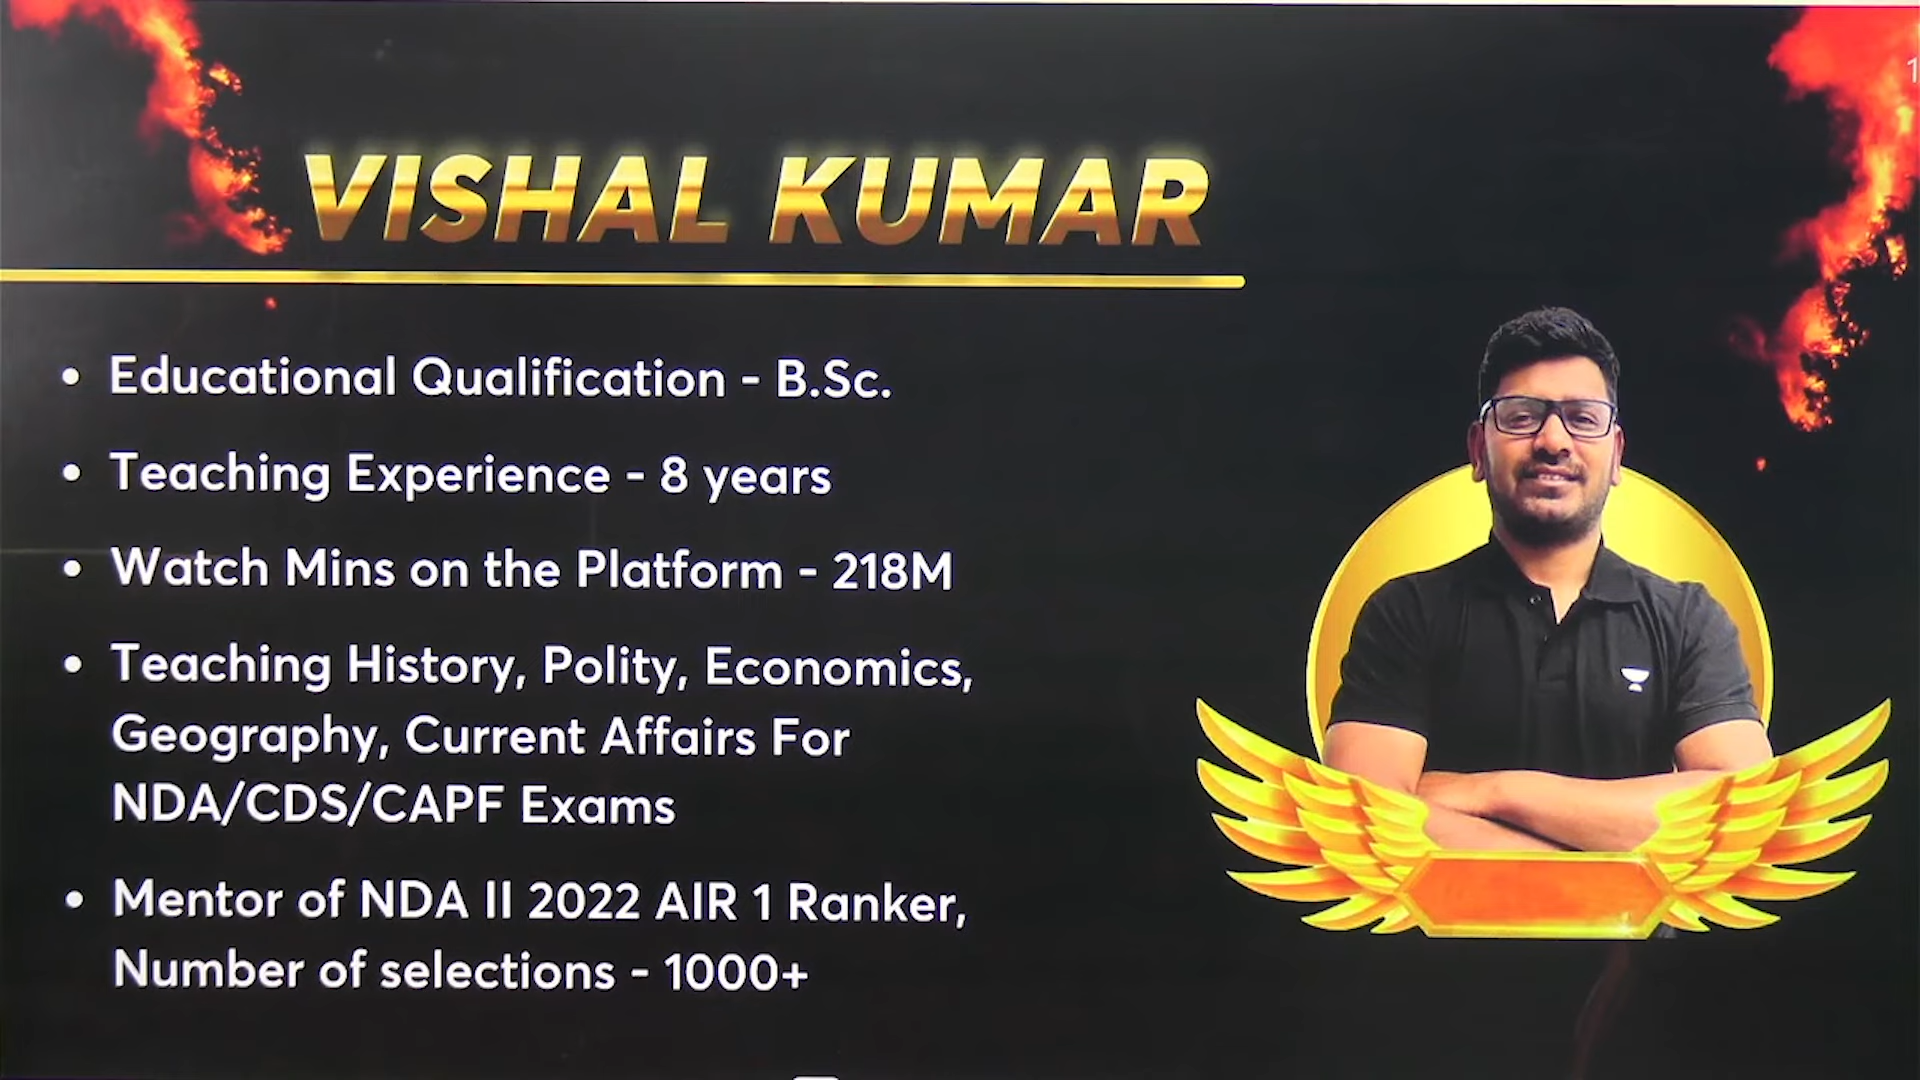 VISHAL KUMAR
• Educational Qualification - B.Sc.
• Teaching Experience - 8 years
• Watch Mins on the Platform - 218M
• Teaching History, Polity, Economics,
Geography, Current Affairs For
NDA/CDS/CAPF Exams
• Mentor of NDA II 2022 AIR 1 Ranker,
Number of selections - 1000+